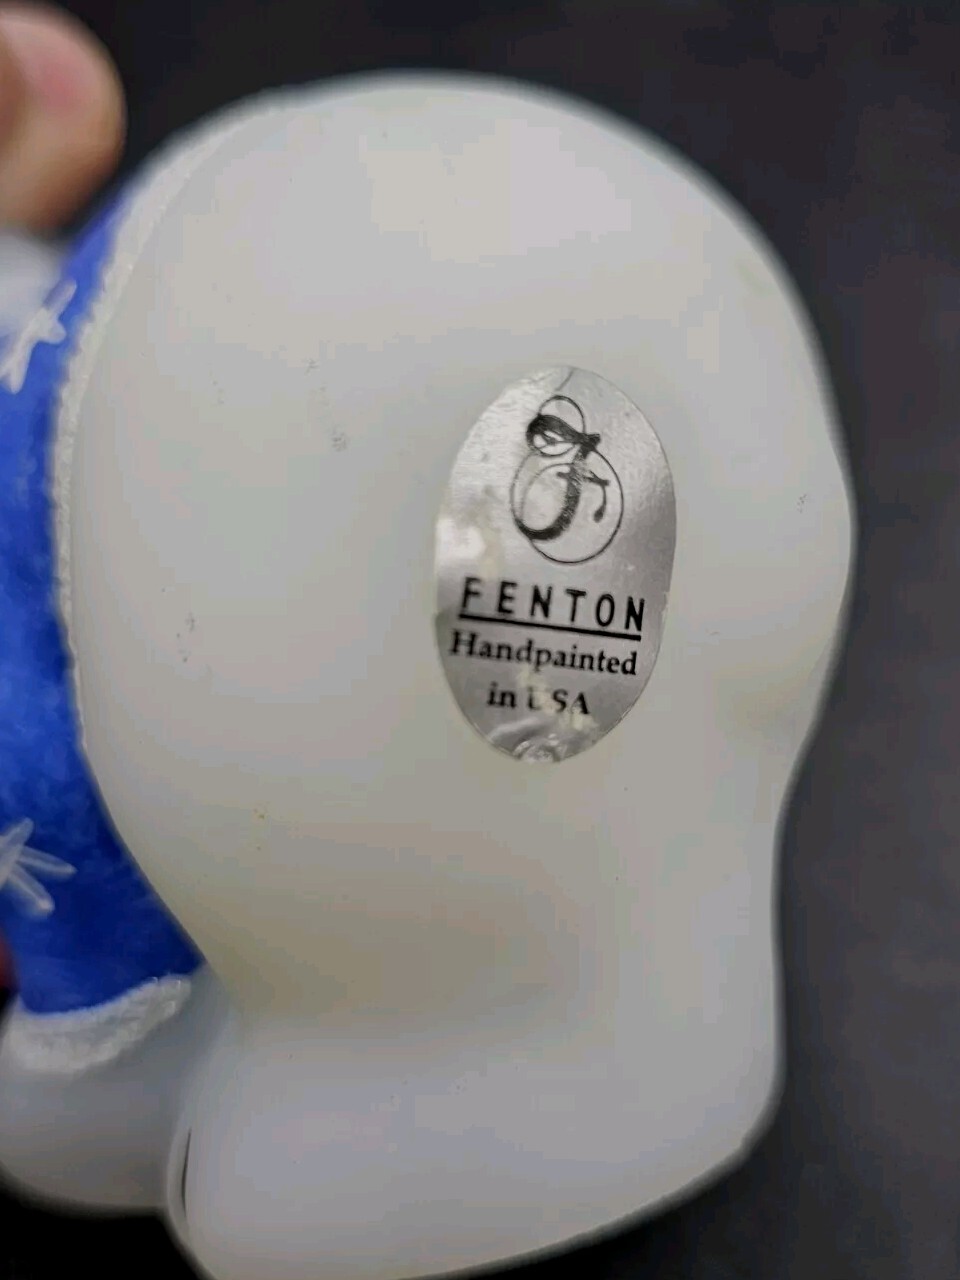 F
FENTON
Handpainted
in USA